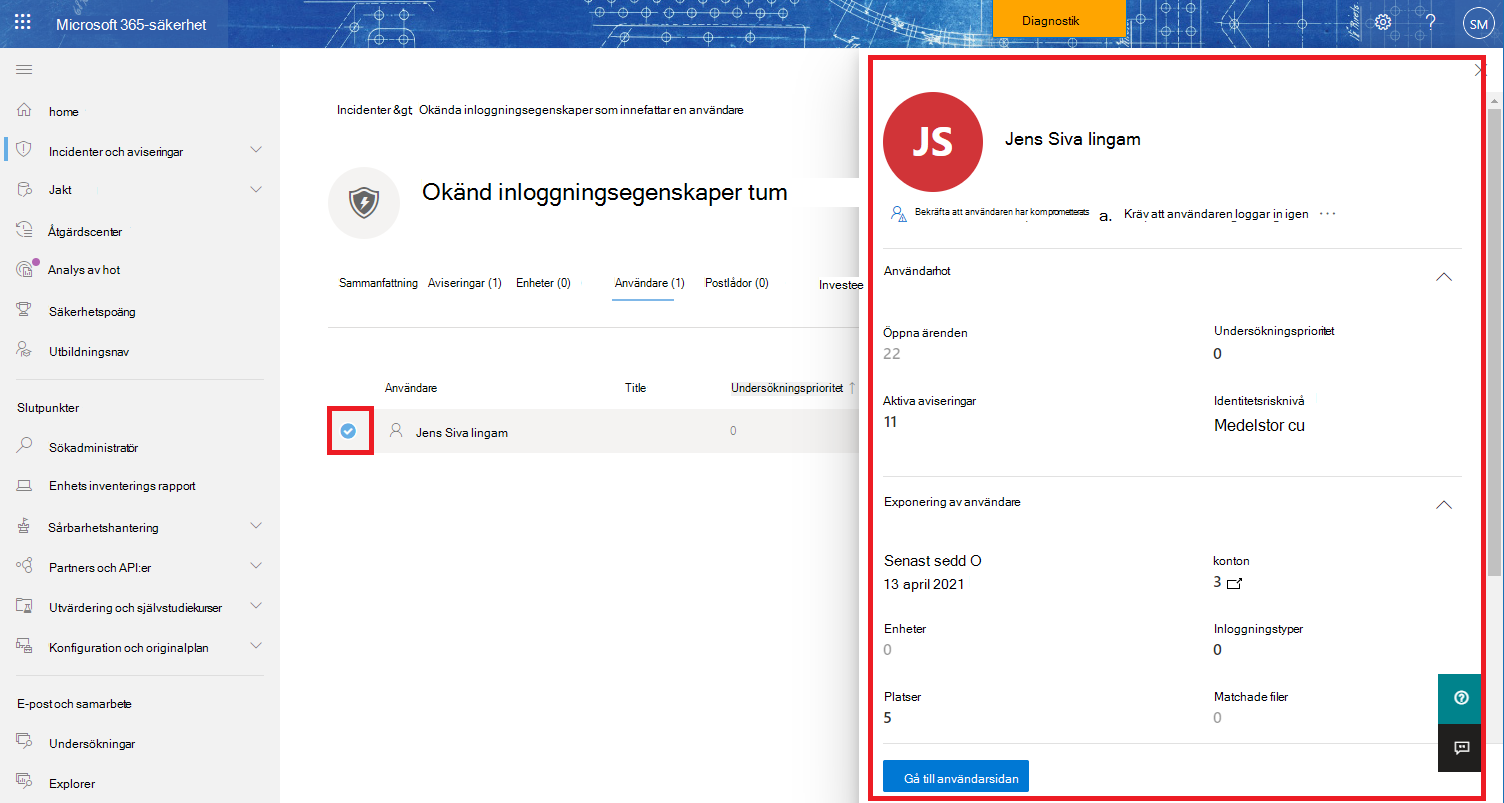 Microsoft 365-säkerhet
Diagnostik
?
SM
home
Incidenter och aviseringar
Jakt
Åtgärdscenter
Analys av hot
Säkerhetspoäng
Utbildningsnav
Slutpunkter
Sökadministratör
Enhets inventerings rapport
Sårbarhetshantering
Partners och API:er
Utvärdering och självstudiekurser
Konfiguration och originalplan
E-post och samarbete
Undersökningar
Explorer
Incidenter &gt; Okända inloggningsegenskaper som innefattar en användare
Okänd inloggningsegenskaper tum
Sammanfattning Aviseringar (1) Enheter (0) Användare (1) Postlådor (0) Investee
Användare Title Undersökningsprioritet ↑
Jens Siva lingam 0
JS
Jens Siva lingam
Bekräfta att användaren har komprometterats a. Kräv att användaren loggar in igen ...
Användarhot
Öppna ärenden
22
Undersökningsprioritet
0
Aktiva aviseringar
11
Identitetsrisknivå
Medelstor cu
Exponering av användare
Senast sedd O
13 april 2021
konton
3
Enheter
0
Inloggningstyper
0
Platser
5
Matchade filer
0
Gå till användarsidan